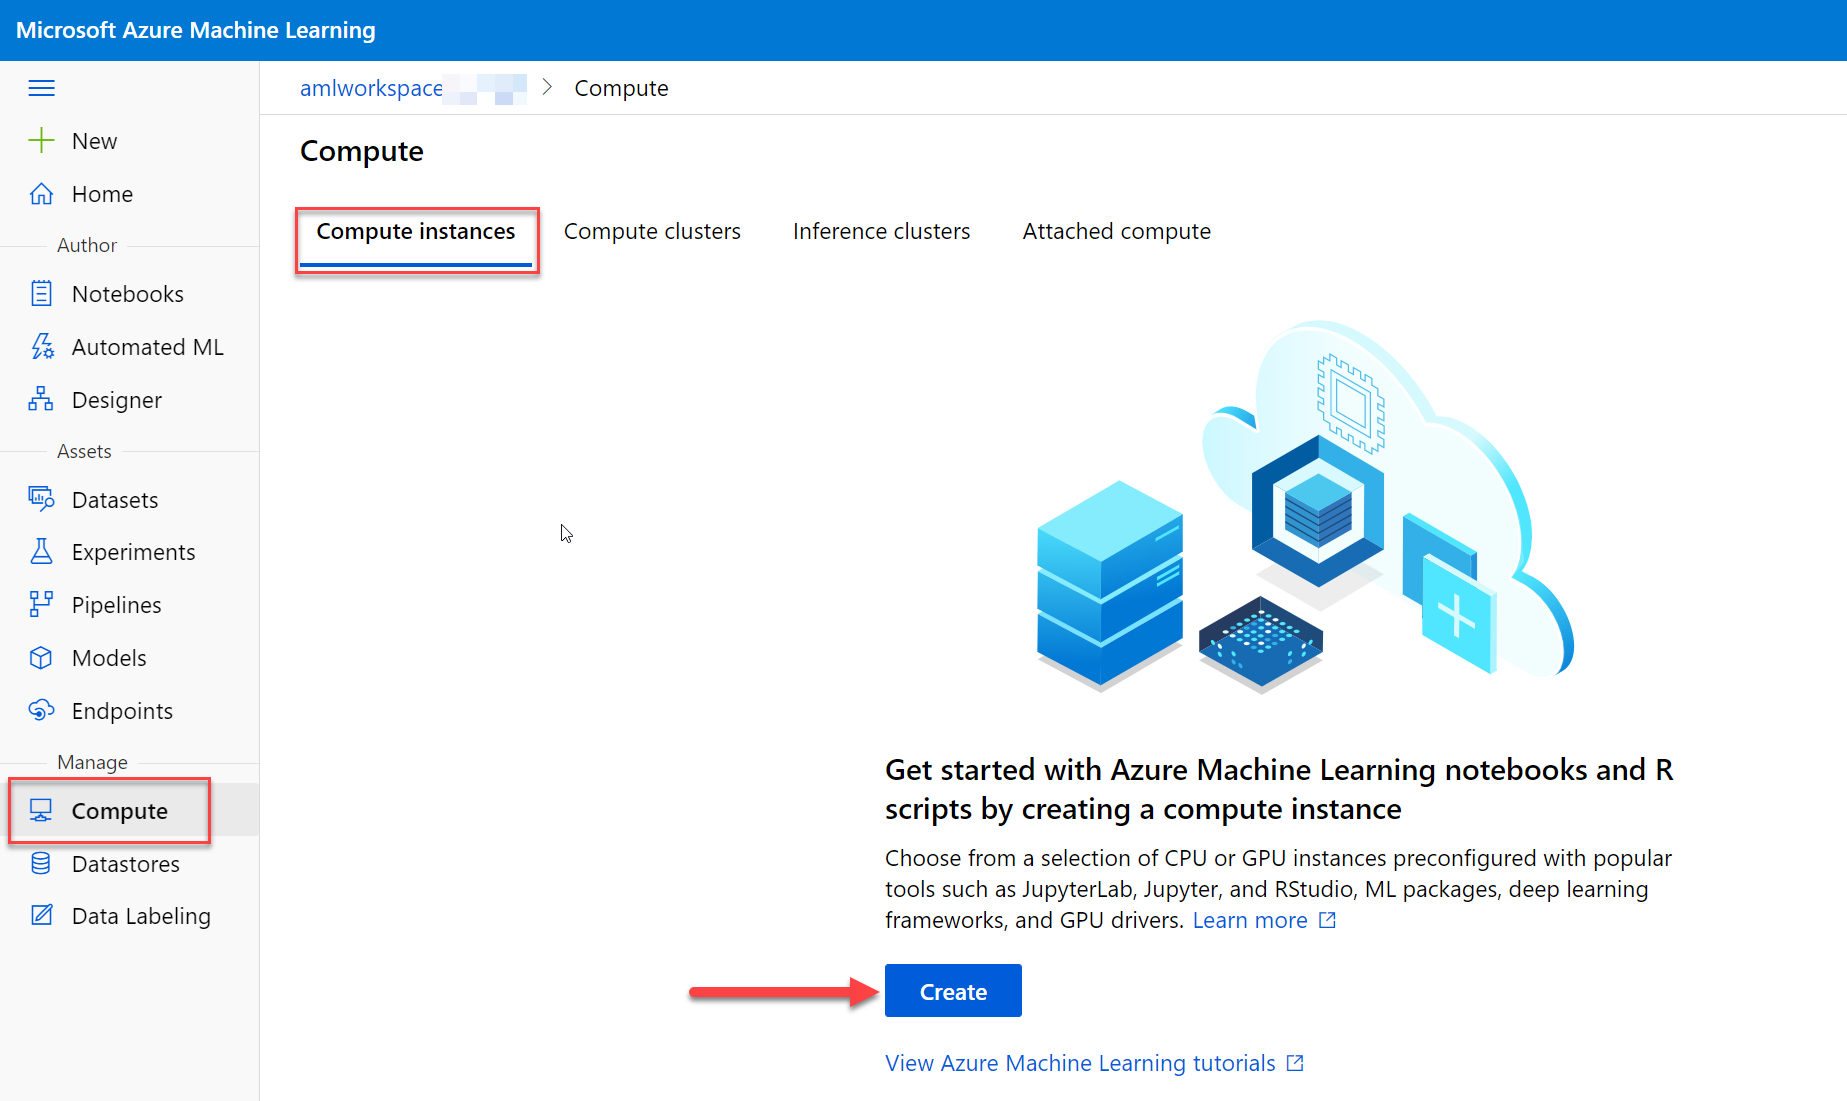 Microsoft Azure Machine Learning
amlworkspace > Compute
New
Home
Author
Notebooks
Automated ML
Designer
Assets
Datasets
Experiments
Pipelines
Models
Endpoints
Manage
Compute
Datastores
Data Labeling
Compute
Compute instances Compute clusters Inference clusters Attached compute
Get started with Azure Machine Learning notebooks and R
scripts by creating a compute instance
Choose from a selection of CPU or GPU instances preconfigured with popular
tools such as JupyterLab, Jupyter, and RStudio, ML packages, deep learning
frameworks, and GPU drivers. Learn more
Create
View Azure Machine Learning tutorials